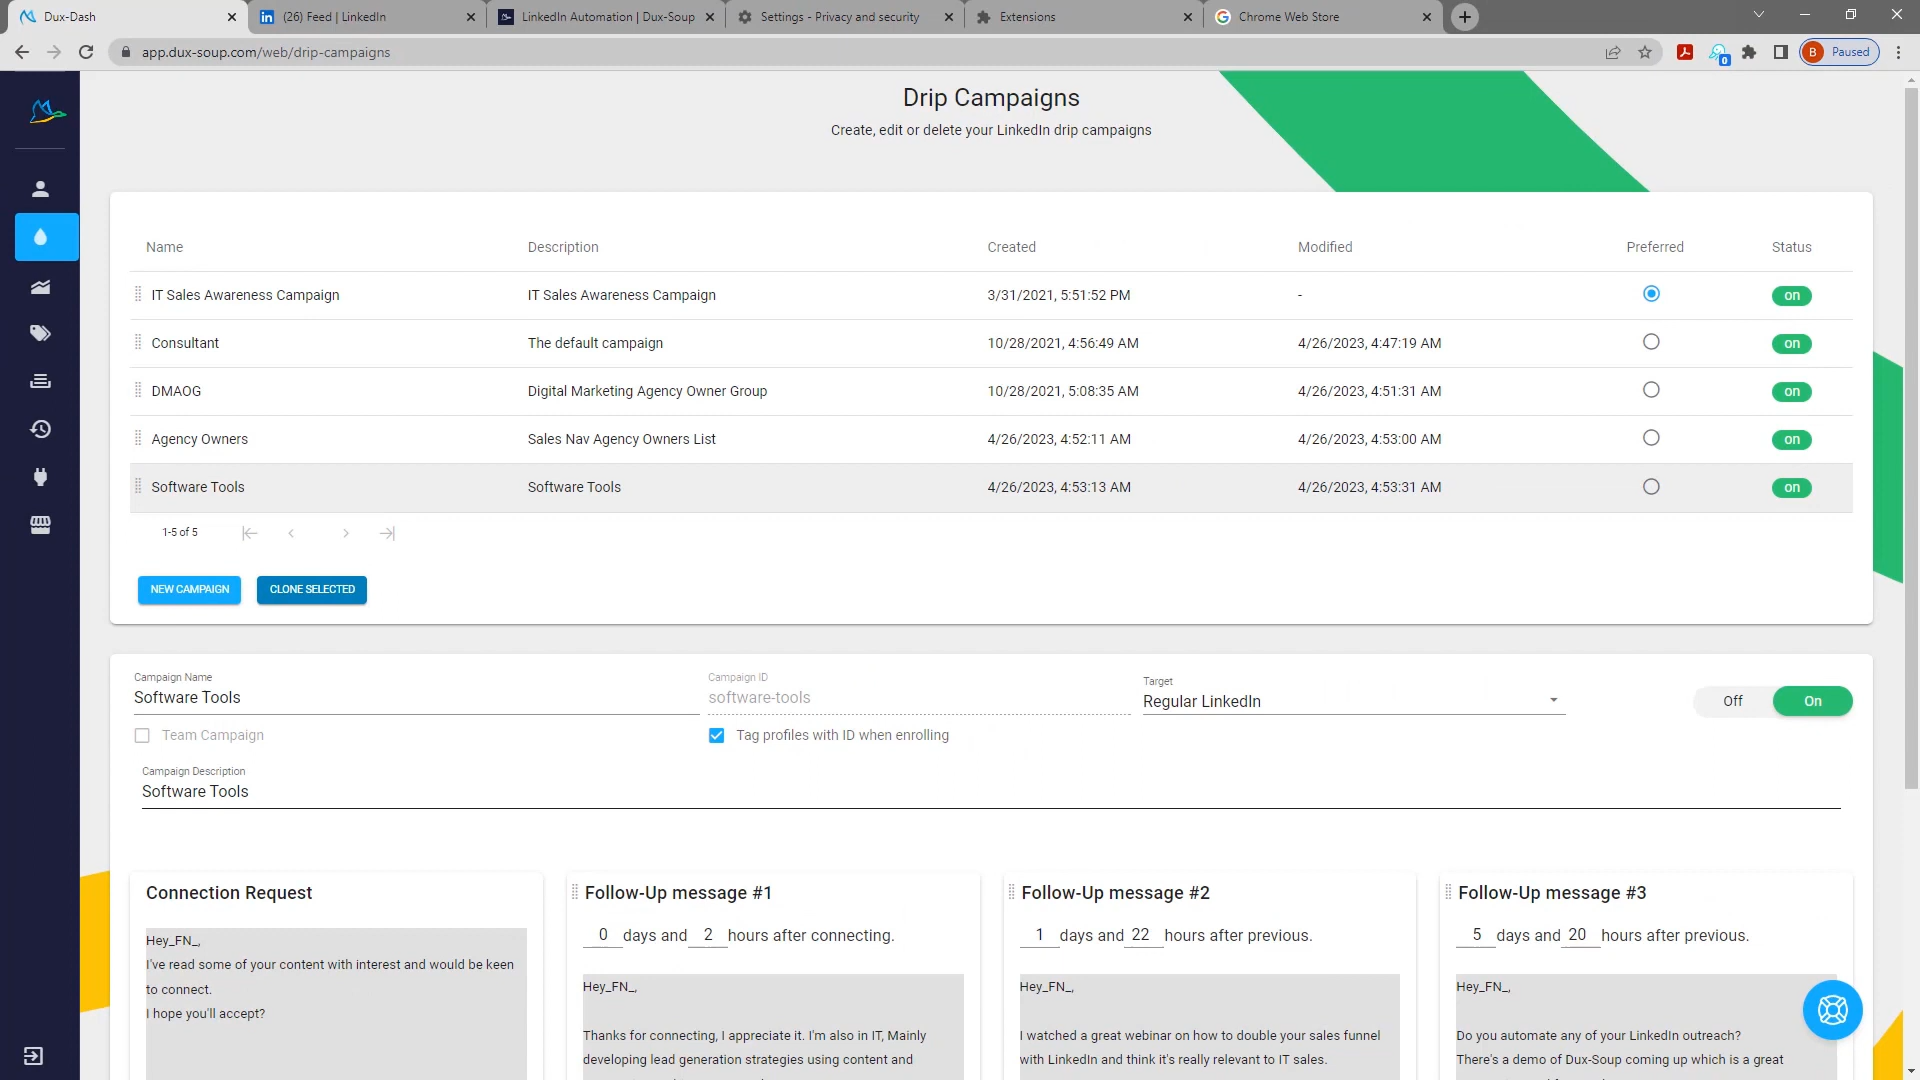 Dux-Dash
(26) Feed | LinkedIn
LinkedIn Automation | Dux-Soup
Settings - Privacy and security
Extensions
Chrome Web Store
app.dux-soup.com/web/drip-campaigns
0
B Paused
Drip Campaigns
Create, edit or delete your LinkedIn drip campaigns
Name Description Created Modified Preferred Status
IT Sales Awareness Campaign IT Sales Awareness Campaign 3/31/2021, 5:51:52 PM - on
Consultant The default campaign 10/28/2021, 4:56:49 AM 4/26/2023, 4:47:19 AM on
DMAOG Digital Marketing Agency Owner Group 10/28/2021, 5:08:35 AM 4/26/2023, 4:51:31 AM on
Agency Owners Sales Nav Agency Owners List 4/26/2023, 4:52:11 AM 4/26/2023, 4:53:00 AM on
Software Tools Software Tools 4/26/2023, 4:53:13 AM 4/26/2023, 4:53:31 AM on
1-5 of 5
NEW CAMPAIGN CLONE SELECTED
Campaign Name
Software Tools
Campaign ID
software-tools
Target
Regular LinkedIn
Off On
Team Campaign
Tag profiles with ID when enrolling
Campaign Description
Software Tools
Connection Request
Hey_FN_,
I've read some of your content with interest and would be keen
to connect.
I hope you'll accept?
Follow-Up message #1
0 days and 2 hours after connecting.
Hey_FN_,
Thanks for connecting, I appreciate it. I'm also in IT, Mainly
developing lead generation strategies using content and
Follow-Up message #2
1 days and 22 hours after previous.
Hey_FN_,
I watched a great webinar on how to double your sales funnel
with LinkedIn and think it's really relevant to IT sales.
Follow-Up message #3
5 days and 20 hours after previous.
Hey_FN_,
Do you automate any of your LinkedIn outreach?
There's a demo of Dux-Soup coming up which is a great